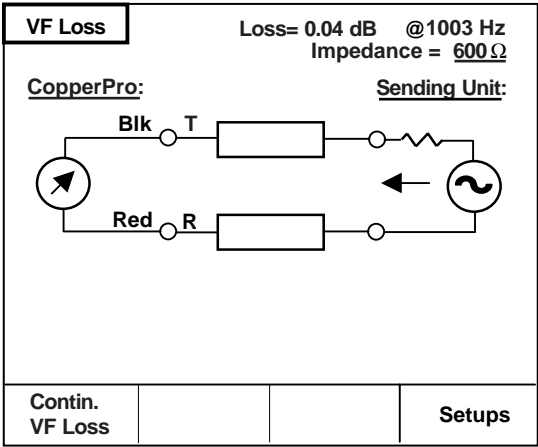 VF Loss
Loss= 0.04 dB @1003 Hz
Impedance = 600Ω
CopperPro:
Sending Unit:
Blk T
Red R
Contin.
VF Loss
Setups